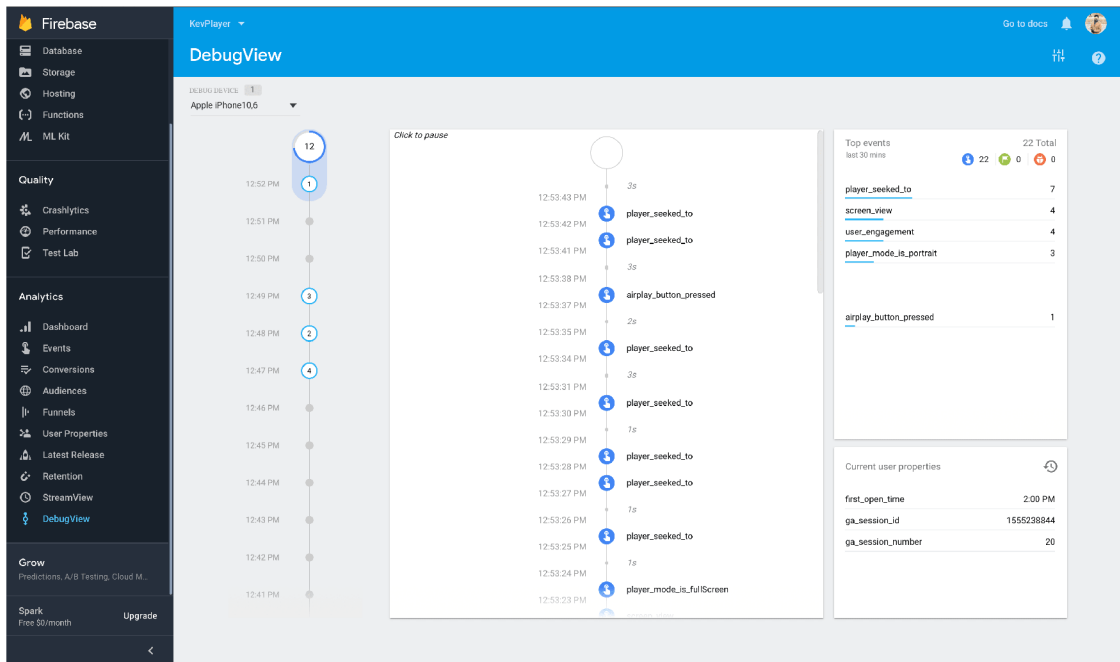 Firebase
Database
Storage
Hosting
Functions
ML Kit
Quality
Crashlytics
Performance
Test Lab
Analytics
Dashboard
Events
Conversions
Audiences
Funnels
User Properties
Latest Release
Retention
StreamView
DebugView
Grow
Predictions, A/B Testing, Cloud M...
Spark
Free $0/month
Upgrade
KevPlayer
Go to docs
DebugView
DEBUG DEVICE 1
Apple iPhone10,6
12
12:52 PM 1
12:51 PM
12:50 PM
12:49 PM 3
12:48 PM 2
12:47 PM 4
12:46 PM
12:45 PM
12:44 PM
12:43 PM
12:42 PM
12:41 PM
Click to pause
3s
12:53:43 PM
player_seeked_to
12:53:42 PM
player_seeked_to
12:53:41 PM
3s
12:53:38 PM
airplay_button_pressed
12:53:37 PM
2s
12:53:35 PM
player_seeked_to
12:53:34 PM
3s
12:53:31 PM
player_seeked_to
12:53:30 PM
1s
12:53:29 PM
player_seeked_to
12:53:28 PM
player_seeked_to
12:53:27 PM
1s
12:53:26 PM
player_seeked_to
12:53:25 PM
1s
12:53:24 PM
player_mode_is_fullScreen
12:53:23 PM
Top events 22 Total
last 30 mins 22 0 0
player_seeked_to 7
screen_view 4
user_engagement 4
player_mode_is_portrait 3
airplay_button_pressed 1
Current user properties
first_open_time 2:00 PM
ga_session_id 1555238844
ga_session_number 20